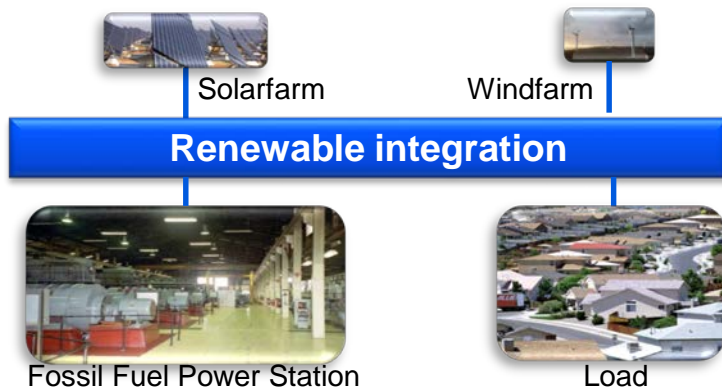 Solarfarm
Windfarm
Renewable integration
Fossil Fuel Power Station
Load